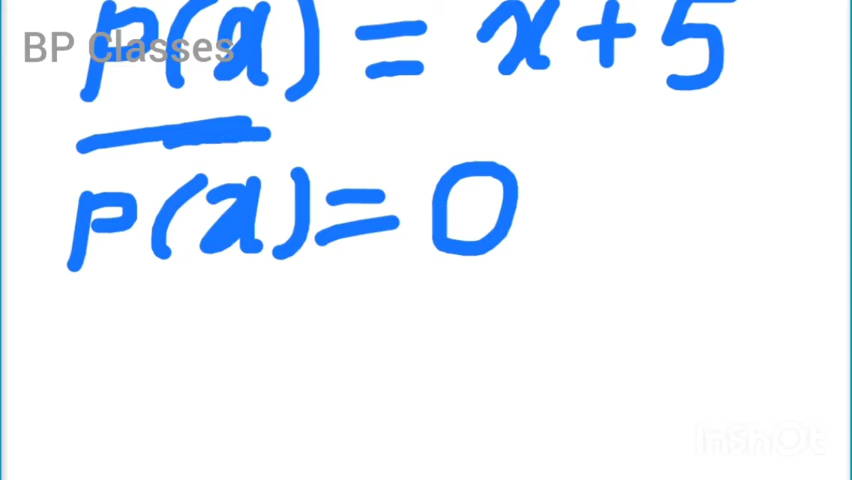 p(x) = x + 5
BP Classes
p(x) = 0
InShOt